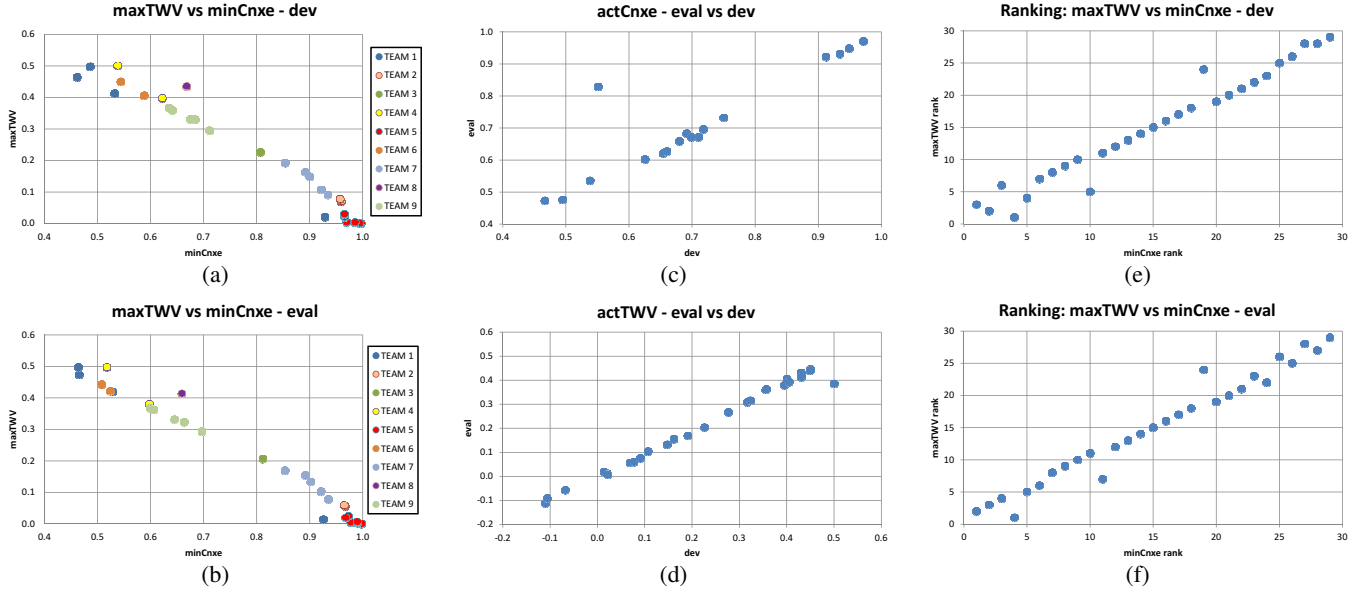 maxTWV vs minCnxe - dev
maxTWV
0.6
0.5
0.4
0.3
0.2
0.1
0.0
0.4 0.5 0.6 0.7 0.8 0.9 1.0
minCnxe
TEAM 1
TEAM 2
TEAM 3
TEAM 4
TEAM 5
TEAM 6
TEAM 7
TEAM 8
TEAM 9
(a)
actCnxe - eval vs dev
eval
1.0
0.9
0.8
0.7
0.6
0.5
0.4
0.4 0.5 0.6 0.7 0.8 0.9 1.0
dev
(c)
Ranking: maxTWV vs minCnxe - dev
maxTWV rank
30
25
20
15
10
5
0
0 5 10 15 20 25 30
minCnxe rank
(e)
maxTWV vs minCnxe - eval
maxTWV
0.6
0.5
0.4
0.3
0.2
0.1
0.0
0.4 0.5 0.6 0.7 0.8 0.9 1.0
minCnxe
TEAM 1
TEAM 2
TEAM 3
TEAM 4
TEAM 5
TEAM 6
TEAM 7
TEAM 8
TEAM 9
(b)
actTWV - eval vs dev
eval
0.6
0.5
0.4
0.3
0.2
0.1
0.0
-0.1
-0.2
-0.2 -0.1 0.0 0.1 0.2 0.3 0.4 0.5 0.6
dev
(d)
Ranking: maxTWV vs minCnxe - eval
maxTWV rank
30
25
20
15
10
5
0
0 5 10 15 20 25 30
minCnxe rank
(f)